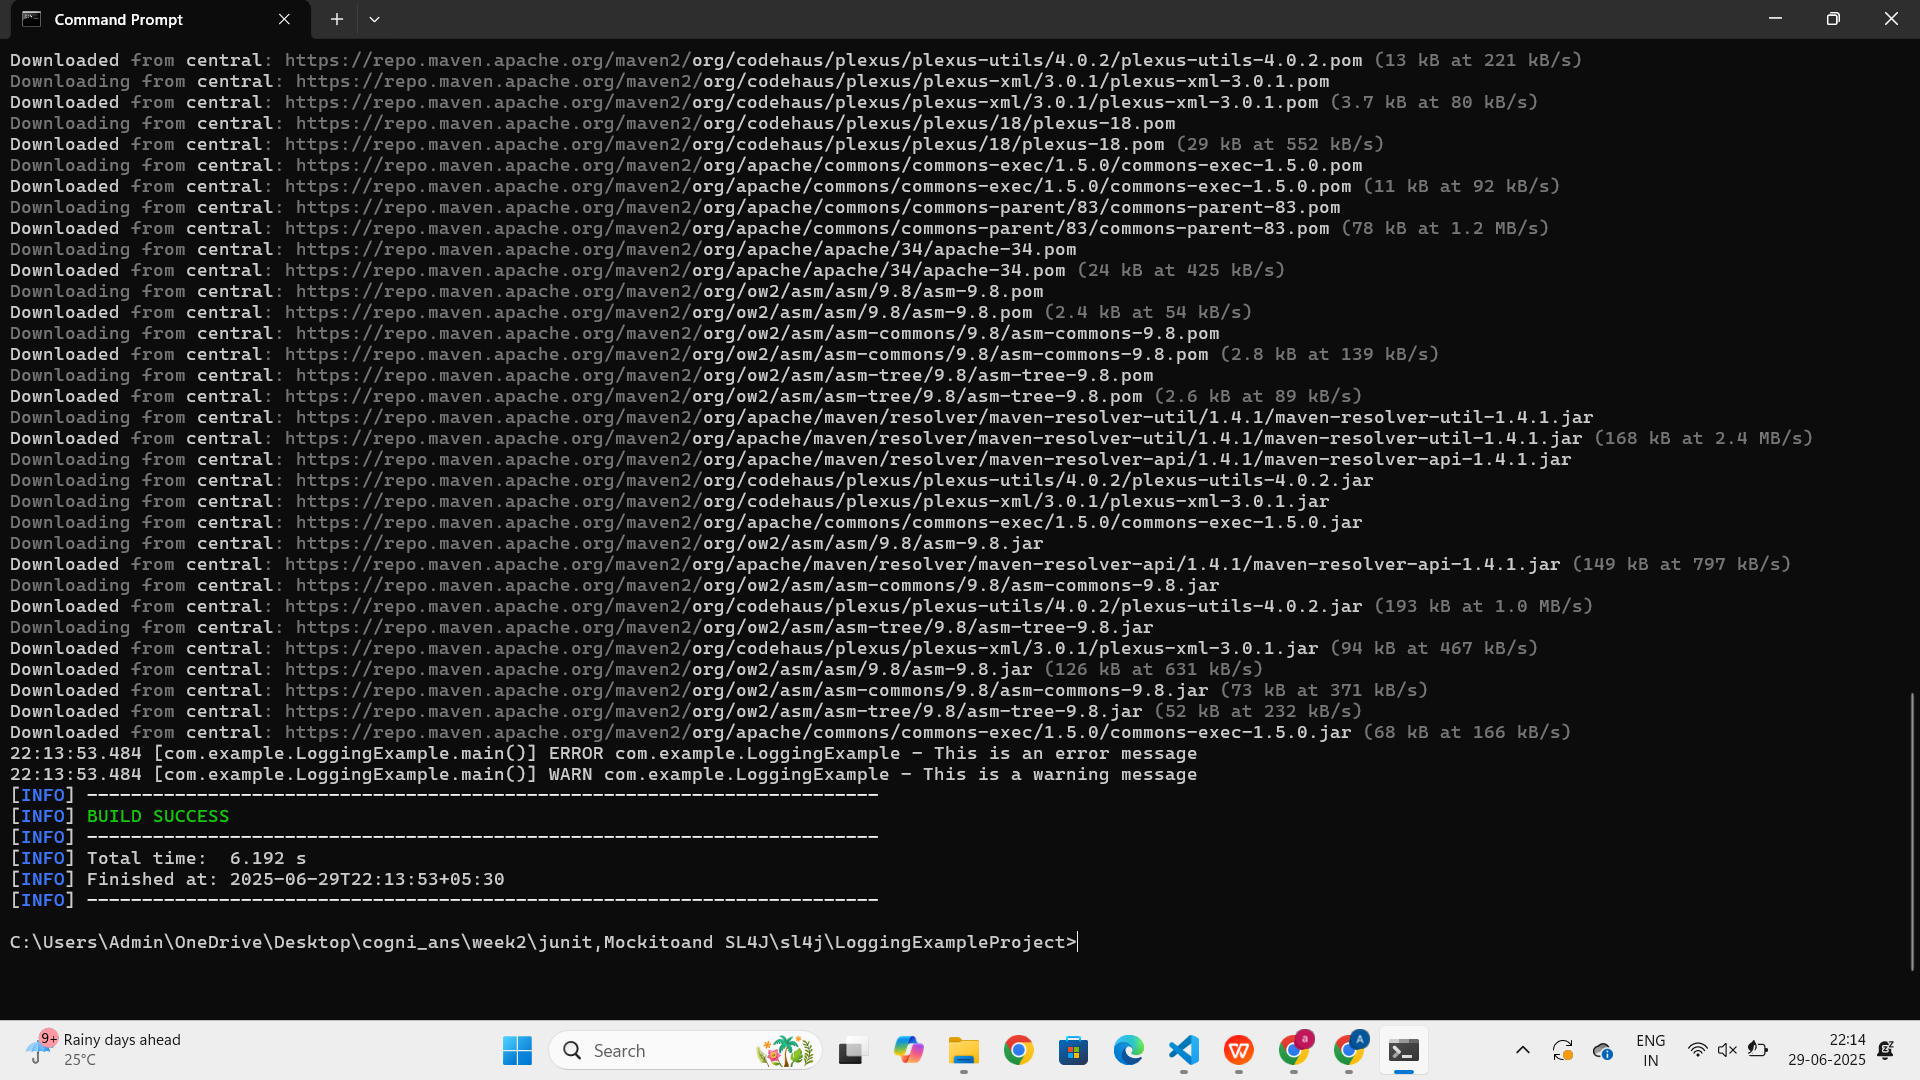 Command Prompt
Downloaded from central: https://repo.maven.apache.org/maven2/org/codehaus/plexus/plexus-utils/4.0.2/plexus-utils-4.0.2.pom (13 kB at 221 kB/s)
Downloading from central: https://repo.maven.apache.org/maven2/org/codehaus/plexus/plexus-xml/3.0.1/plexus-xml-3.0.1.pom
Downloaded from central: https://repo.maven.apache.org/maven2/org/codehaus/plexus/plexus-xml/3.0.1/plexus-xml-3.0.1.pom (3.7 kB at 80 kB/s)
Downloading from central: https://repo.maven.apache.org/maven2/org/codehaus/plexus/plexus/18/plexus-18.pom
Downloaded from central: https://repo.maven.apache.org/maven2/org/codehaus/plexus/plexus/18/plexus-18.pom (29 kB at 552 kB/s)
Downloading from central: https://repo.maven.apache.org/maven2/org/apache/commons/commons-exec/1.5.0/commons-exec-1.5.0.pom
Downloaded from central: https://repo.maven.apache.org/maven2/org/apache/commons/commons-exec/1.5.0/commons-exec-1.5.0.pom (11 kB at 92 kB/s)
Downloading from central: https://repo.maven.apache.org/maven2/org/apache/commons/commons-parent/83/commons-parent-83.pom
Downloaded from central: https://repo.maven.apache.org/maven2/org/apache/commons/commons-parent/83/commons-parent-83.pom (78 kB at 1.2 MB/s)
Downloading from central: https://repo.maven.apache.org/maven2/org/apache/apache/34/apache-34.pom
Downloaded from central: https://repo.maven.apache.org/maven2/org/apache/apache/34/apache-34.pom (24 kB at 425 kB/s)
Downloading from central: https://repo.maven.apache.org/maven2/org/ow2/asm/asm/9.8/asm-9.8.pom
Downloaded from central: https://repo.maven.apache.org/maven2/org/ow2/asm/asm/9.8/asm-9.8.pom (2.4 kB at 54 kB/s)
Downloading from central: https://repo.maven.apache.org/maven2/org/ow2/asm/asm-commons/9.8/asm-commons-9.8.pom
Downloaded from central: https://repo.maven.apache.org/maven2/org/ow2/asm/asm-commons/9.8/asm-commons-9.8.pom (2.8 kB at 139 kB/s)
Downloading from central: https://repo.maven.apache.org/maven2/org/ow2/asm/asm-tree/9.8/asm-tree-9.8.pom
Downloaded from central: https://repo.maven.apache.org/maven2/org/ow2/asm/asm-tree/9.8/asm-tree-9.8.pom (2.6 kB at 89 kB/s)
Downloading from central: https://repo.maven.apache.org/maven2/org/apache/maven/resolver/maven-resolver-util/1.4.1/maven-resolver-util-1.4.1.jar
Downloaded from central: https://repo.maven.apache.org/maven2/org/apache/maven/resolver/maven-resolver-util/1.4.1/maven-resolver-util-1.4.1.jar (168 kB at 2.4 MB/s)
Downloading from central: https://repo.maven.apache.org/maven2/org/apache/maven/resolver/maven-resolver-api/1.4.1/maven-resolver-api-1.4.1.jar
Downloading from central: https://repo.maven.apache.org/maven2/org/codehaus/plexus/plexus-utils/4.0.2/plexus-utils-4.0.2.jar
Downloading from central: https://repo.maven.apache.org/maven2/org/codehaus/plexus/plexus-xml/3.0.1/plexus-xml-3.0.1.jar
Downloading from central: https://repo.maven.apache.org/maven2/org/apache/commons/commons-exec/1.5.0/commons-exec-1.5.0.jar
Downloading from central: https://repo.maven.apache.org/maven2/org/ow2/asm/asm/9.8/asm-9.8.jar
Downloaded from central: https://repo.maven.apache.org/maven2/org/apache/maven/resolver/maven-resolver-api/1.4.1/maven-resolver-api-1.4.1.jar (149 kB at 797 kB/s)
Downloading from central: https://repo.maven.apache.org/maven2/org/ow2/asm/asm-commons/9.8/asm-commons-9.8.jar
Downloaded from central: https://repo.maven.apache.org/maven2/org/codehaus/plexus/plexus-utils/4.0.2/plexus-utils-4.0.2.jar (193 kB at 1.0 MB/s)
Downloading from central: https://repo.maven.apache.org/maven2/org/ow2/asm/asm-tree/9.8/asm-tree-9.8.jar
Downloaded from central: https://repo.maven.apache.org/maven2/org/codehaus/plexus/plexus-xml/3.0.1/plexus-xml-3.0.1.jar (94 kB at 467 kB/s)
Downloaded from central: https://repo.maven.apache.org/maven2/org/ow2/asm/asm/9.8/asm-9.8.jar (126 kB at 631 kB/s)
Downloaded from central: https://repo.maven.apache.org/maven2/org/ow2/asm/asm-commons/9.8/asm-commons-9.8.jar (73 kB at 371 kB/s)
Downloaded from central: https://repo.maven.apache.org/maven2/org/ow2/asm/asm-tree/9.8/asm-tree-9.8.jar (52 kB at 232 kB/s)
Downloaded from central: https://repo.maven.apache.org/maven2/org/apache/commons/commons-exec/1.5.0/commons-exec-1.5.0.jar (68 kB at 166 kB/s)
22:13:53.484 [com.example.LoggingExample.main()] ERROR com.example.LoggingExample - This is an error message
22:13:53.484 [com.example.LoggingExample.main()] WARN com.example.LoggingExample - This is a warning message
[INFO] ------------------------------------------------------------------------
[INFO] BUILD SUCCESS
[INFO] ------------------------------------------------------------------------
[INFO] Total time:  6.192 s
[INFO] Finished at: 2025-06-29T22:13:53+05:30
[INFO] ------------------------------------------------------------------------
C:\Users\Admin\OneDrive\Desktop\cogni_ans\week2\junit,Mockitoand SL4J\sl4j\LoggingExampleProject>
9+
Rainy days ahead
25°C
Search
a
A
ENG
IN
22:14
29-06-2025